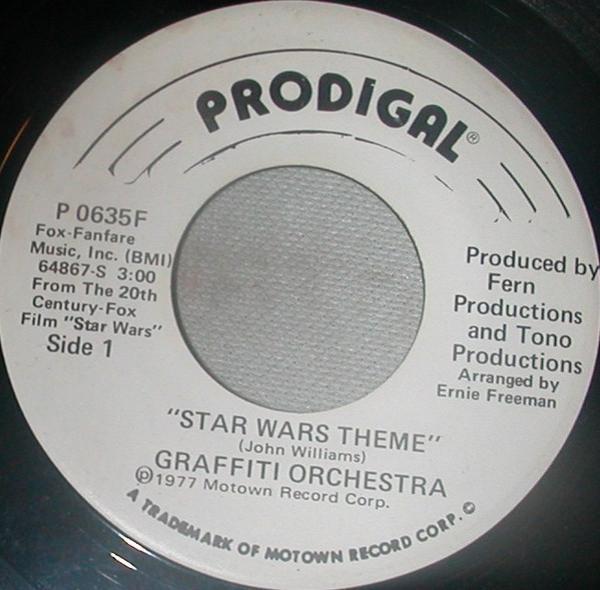 PRODIGAL®
P 0635F
Fox-Fanfare
Music, Inc. (BMI)
64867-S 3:00
From The 20th
Century-Fox
Film "Star Wars"
Side 1
Produced by
Fern
Productions
and Tono
Productions
Arranged by
Ernie Freeman
"STAR WARS THEME"
(John Williams)
GRAFFITI ORCHESTRA
℗1977 Motown Record Corp.
A TRADEMARK OF MOTOWN RECORD CORP.©